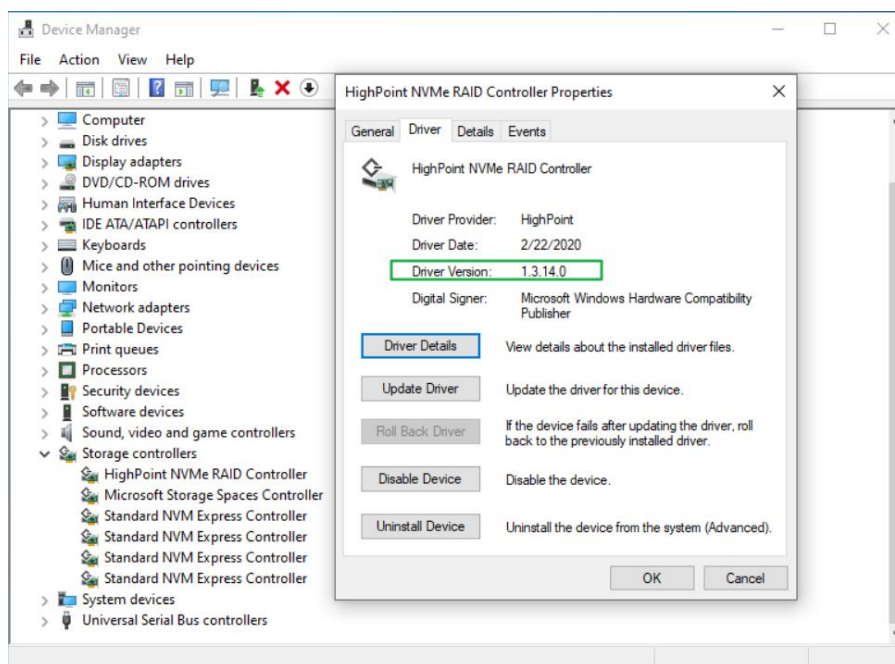 Device Manager
File Action View Help
Computer
Disk drives
Display adapters
DVD/CD-ROM drives
Human Interface Devices
IDE ATA/ATAPI controllers
Keyboards
Mice and other pointing devices
Monitors
Network adapters
Portable Devices
Print queues
Processors
Security devices
Software devices
Sound, video and game controllers
Storage controllers
HighPoint NVMe RAID Controller
Microsoft Storage Spaces Controller
Standard NVM Express Controller
Standard NVM Express Controller
Standard NVM Express Controller
Standard NVM Express Controller
System devices
Universal Serial Bus controllers
HighPoint NVMe RAID Controller Properties
General Driver Details Events
HighPoint NVMe RAID Controller
Driver Provider: HighPoint
Driver Date: 2/22/2020
Driver Version: 1.3.14.0
Digital Signer: Microsoft Windows Hardware Compatibility
Publisher
Driver Details View details about the installed driver files.
Update Driver Update the driver for this device.
Roll Back Driver If the device fails after updating the driver, roll
back to the previously installed driver.
Disable Device Disable the device.
Uninstall Device Uninstall the device from the system (Advanced).
OK Cancel